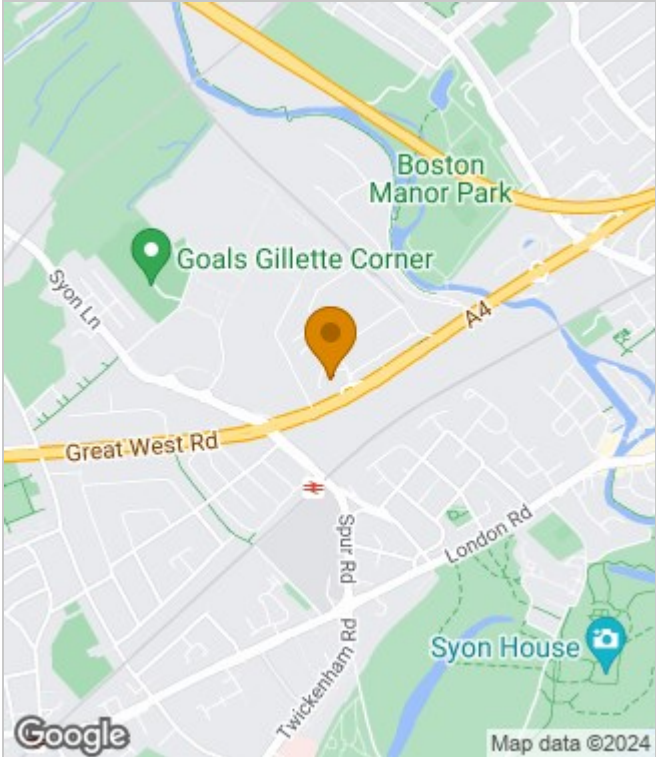 Boston
Manor Park
Goals Gillette Corner
Syon Ln
A4
Great West Rd
Spur Rd
London Rd
Syon House
Twickenham Rd
Google
Map data ©2024